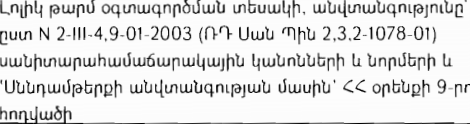 Լոլիկ թարմ օգտագործման տեսակի, անվտանգությունը՝
ըստ N 2-III-4,9-01-2003 (ՌԴ Սան Պին 2,3,2-1078-01)
սանիտարահամաճարակային կանոնների և նորմերի և
՛Սննդամթերքի անվտանգության մասին՛ ՀՀ օրենքի 9-րդ
հոդվածի